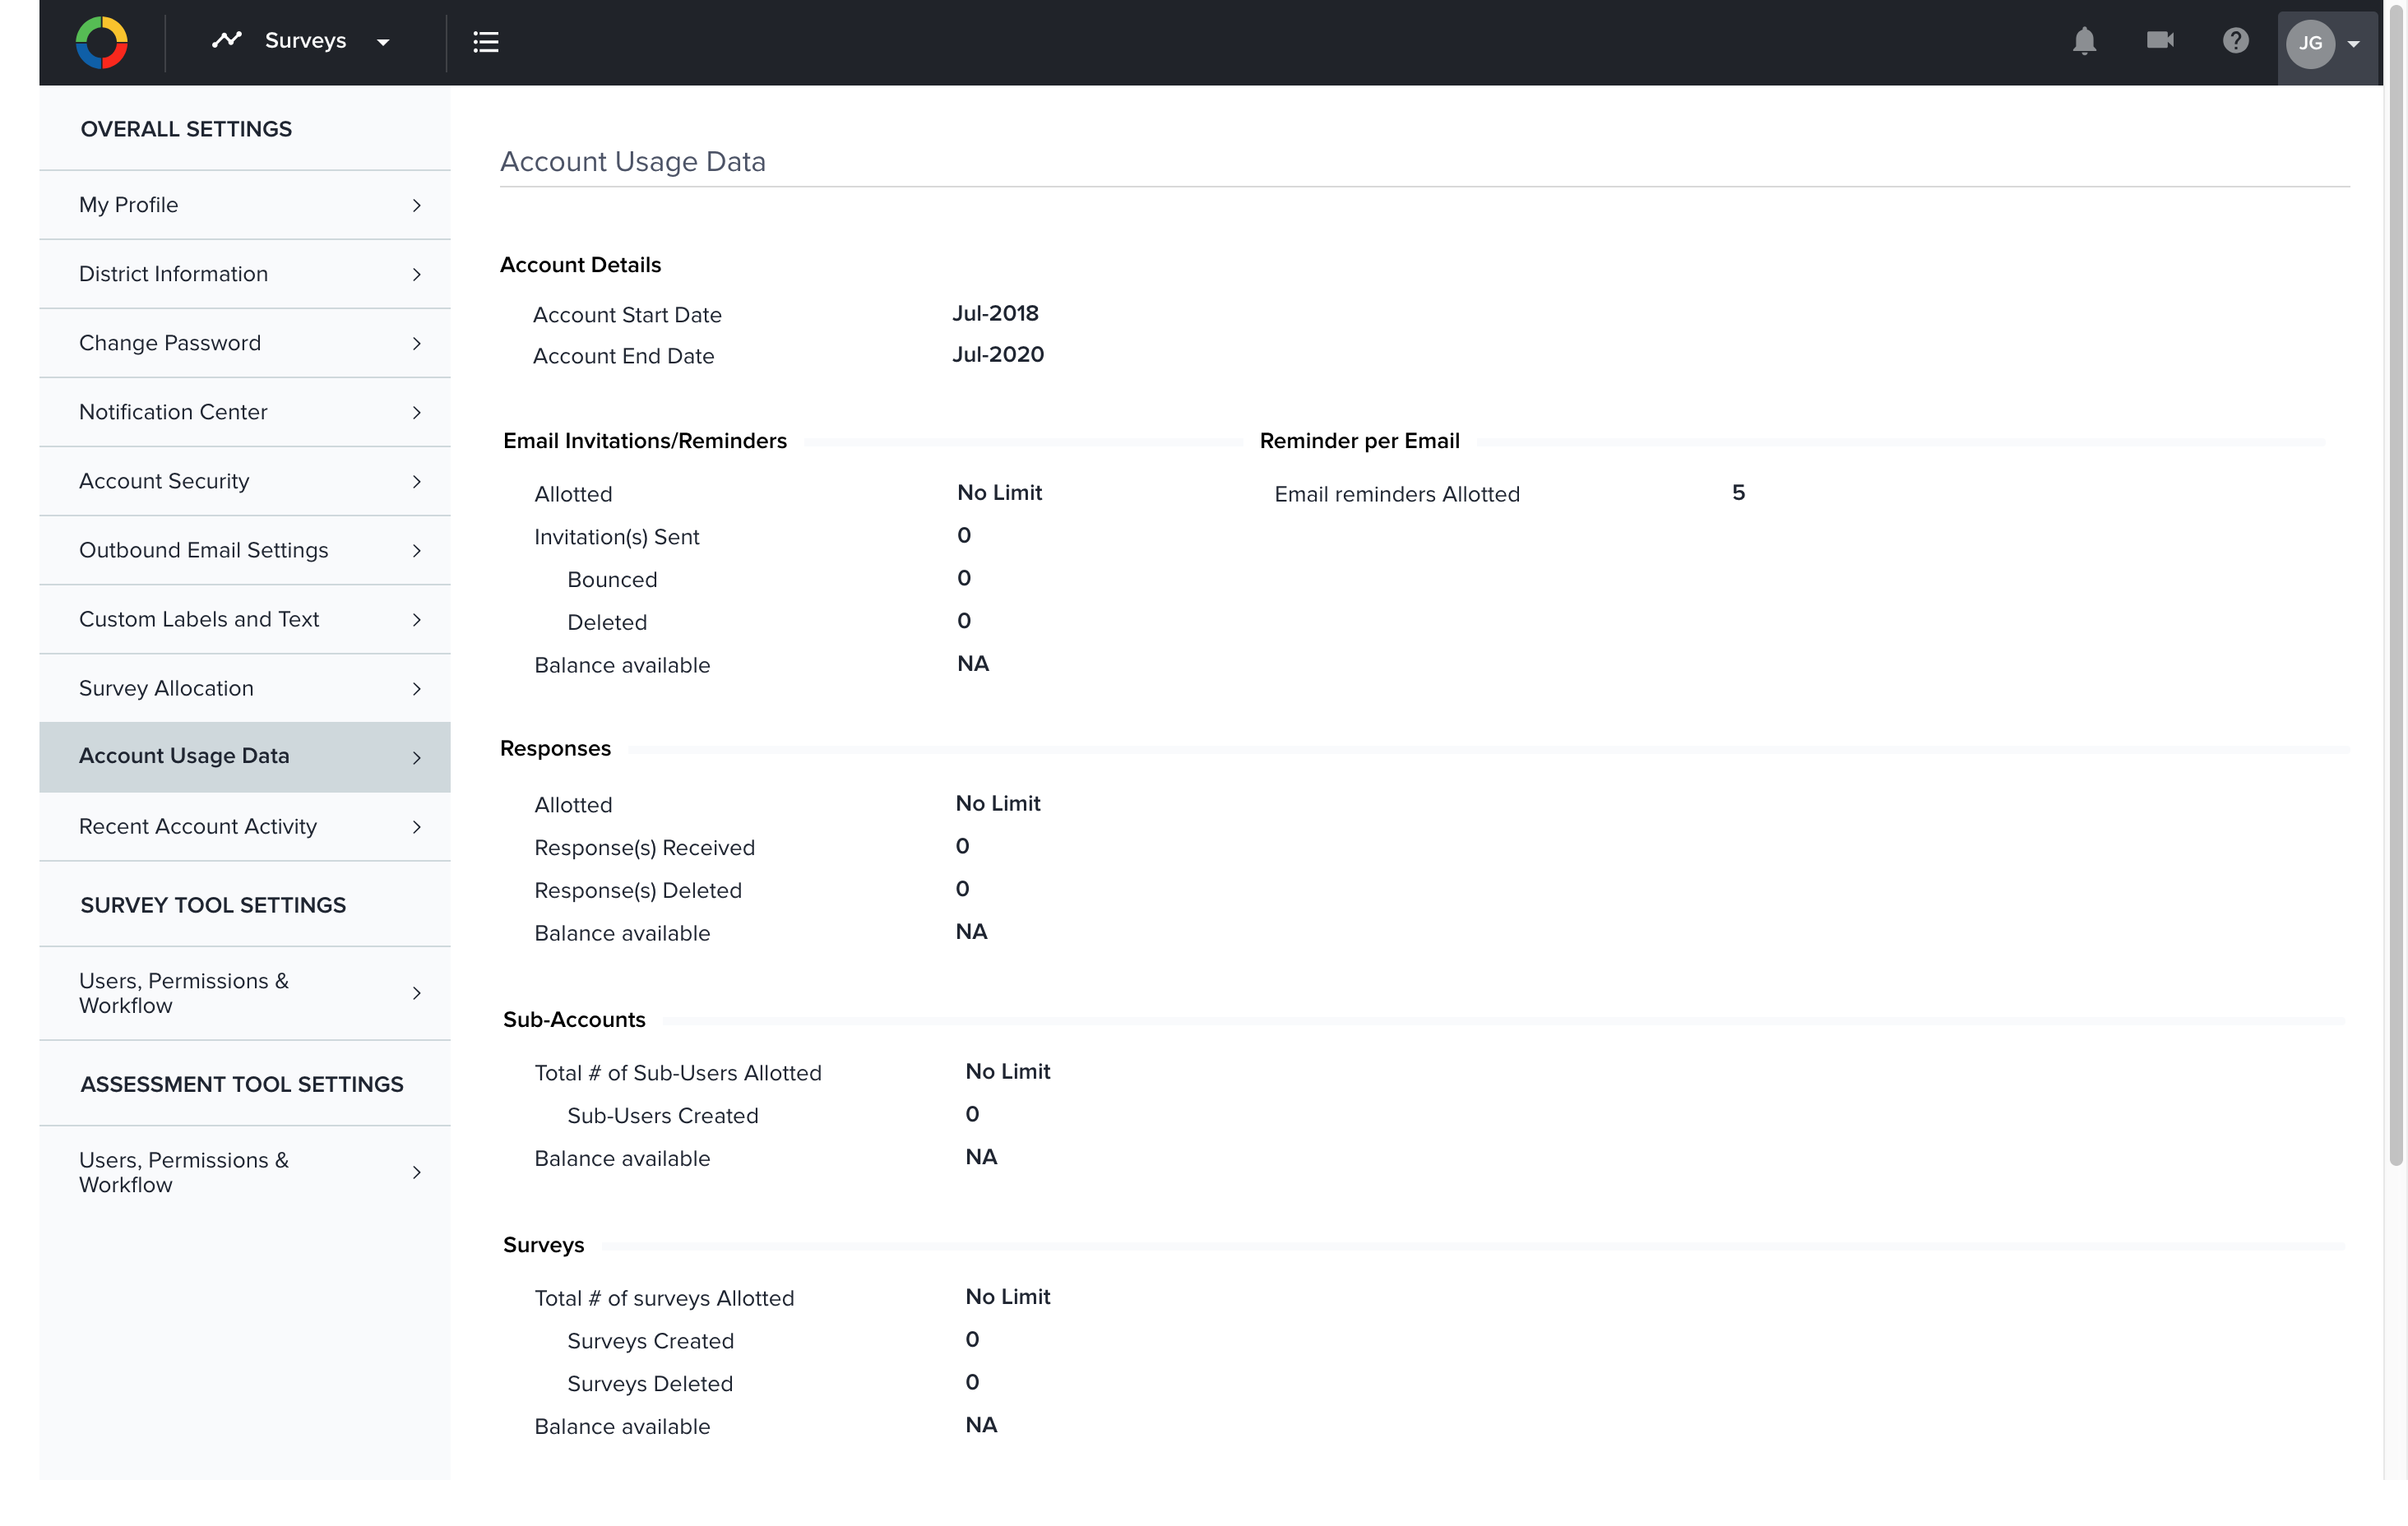 Surveys
JG
OVERALL SETTINGS
My Profile
District Information
Change Password
Notification Center
Account Security
Outbound Email Settings
Custom Labels and Text
Survey Allocation
Account Usage Data
Recent Account Activity
SURVEY TOOL SETTINGS
Users, Permissions &
Workflow
ASSESSMENT TOOL SETTINGS
Users, Permissions &
Workflow
Account Usage Data
Account Details
Account Start Date Jul-2018
Account End Date Jul-2020
Email Invitations/Reminders
Allotted No Limit
Invitation(s) Sent 0
Bounced 0
Deleted 0
Balance available NA
Reminder per Email
Email reminders Allotted 5
Responses
Allotted No Limit
Response(s) Received 0
Response(s) Deleted 0
Balance available NA
Sub-Accounts
Total # of Sub-Users Allotted No Limit
Sub-Users Created 0
Balance available NA
Surveys
Total # of surveys Allotted No Limit
Surveys Created 0
Surveys Deleted 0
Balance available NA